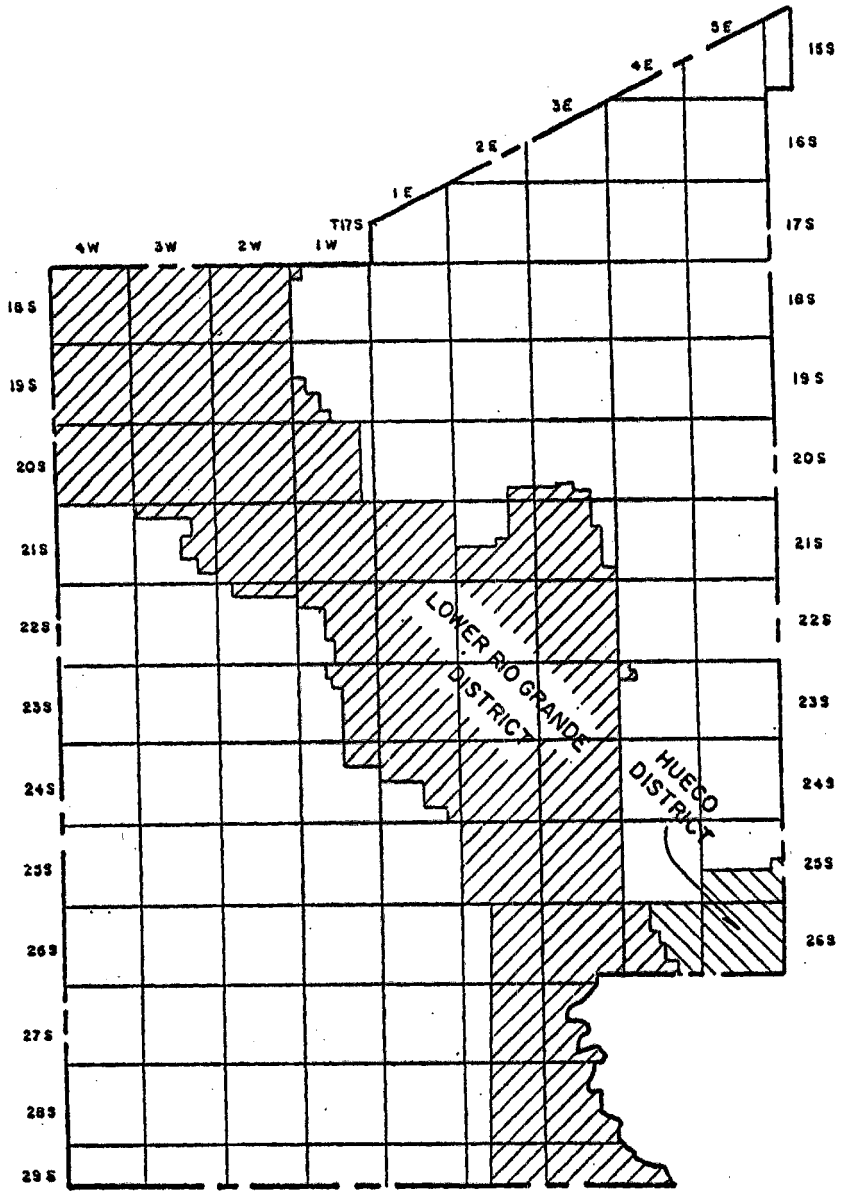 5E
15S
4E
3E
16S
2E
1E
T17S
17S
4W
3W
2W
1W
18S
18S
19S
19S
20S
20S
21S
21S
22S
22S
LOWER RIO GRANDE
DISTRICT
23S
23S
HUECO
DISTRICT
24S
24S
25S
25S
26S
26S
27S
28S
29S